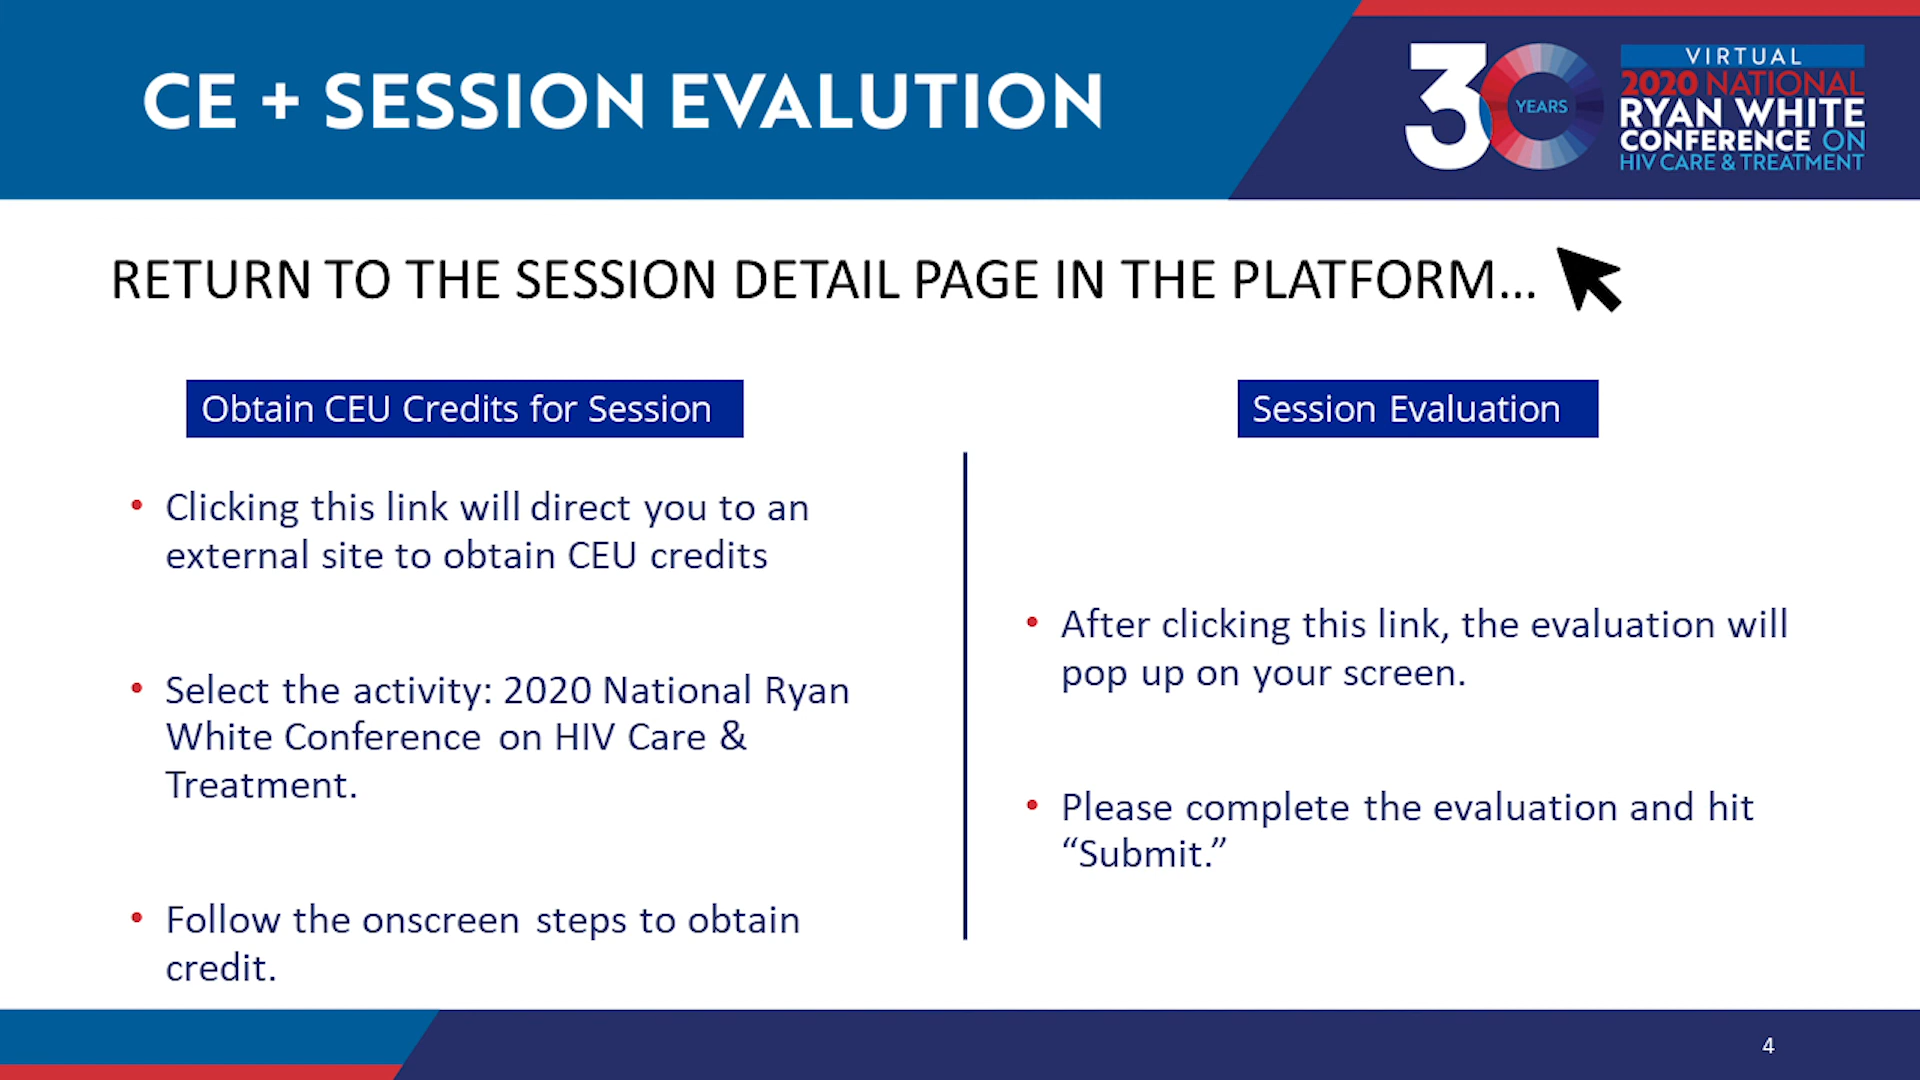 CE + SESSION EVALUTION
30 YEARS
VIRTUAL
2020 NATIONAL
RYAN WHITE
CONFERENCE ON
HIV CARE & TREATMENT
RETURN TO THE SESSION DETAIL PAGE IN THE PLATFORM...
Obtain CEU Credits for Session
• Clicking this link will direct you to an
external site to obtain CEU credits
• Select the activity: 2020 National Ryan
White Conference on HIV Care &
Treatment.
• Follow the onscreen steps to obtain
credit.
Session Evaluation
• After clicking this link, the evaluation will
pop up on your screen.
• Please complete the evaluation and hit
“Submit.”
4